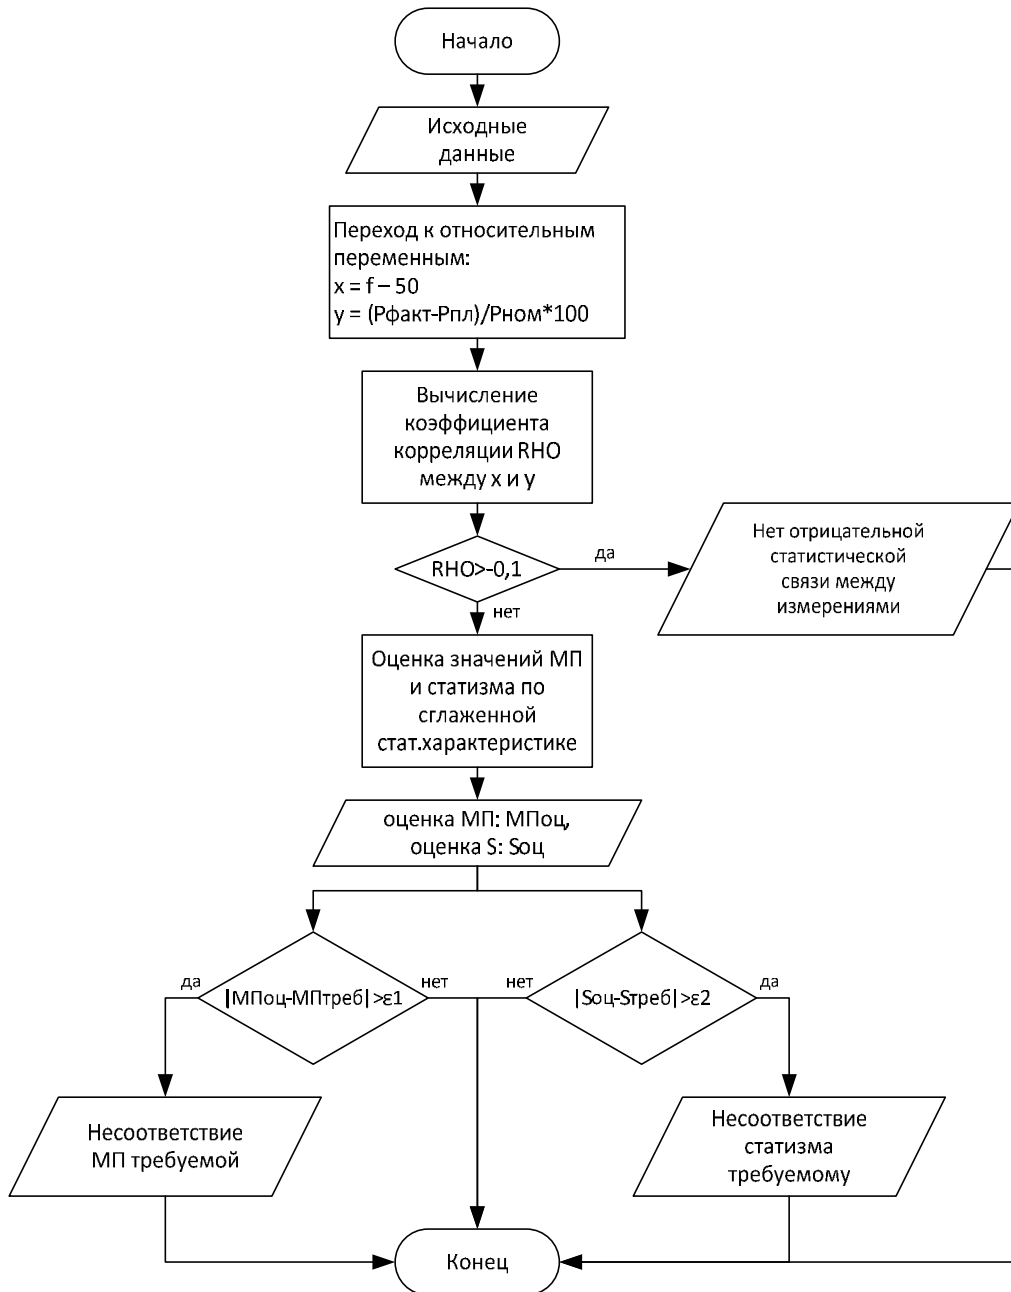 Начало
Исходные
данные
Переход к относительным
переменным:
x = f – 50
y = (Рфакт-Рпл)/Рном*100
Вычисление
коэффициента
корреляции RHO
между x и y
RHO>-0,1
да
Нет отрицательной
статистической
связи между
измерениями
нет
Оценка значений МП
и статизма по
сглаженной
стат.характеристике
оценка МП: МПоц,
оценка S: Sоц
да
|МПоц-МПтреб|>ε1
нет
нет
|Sоц-Sтреб|>ε2
да
Несоответствие
МП требуемой
Несоответствие
статизма
требуемому
Конец